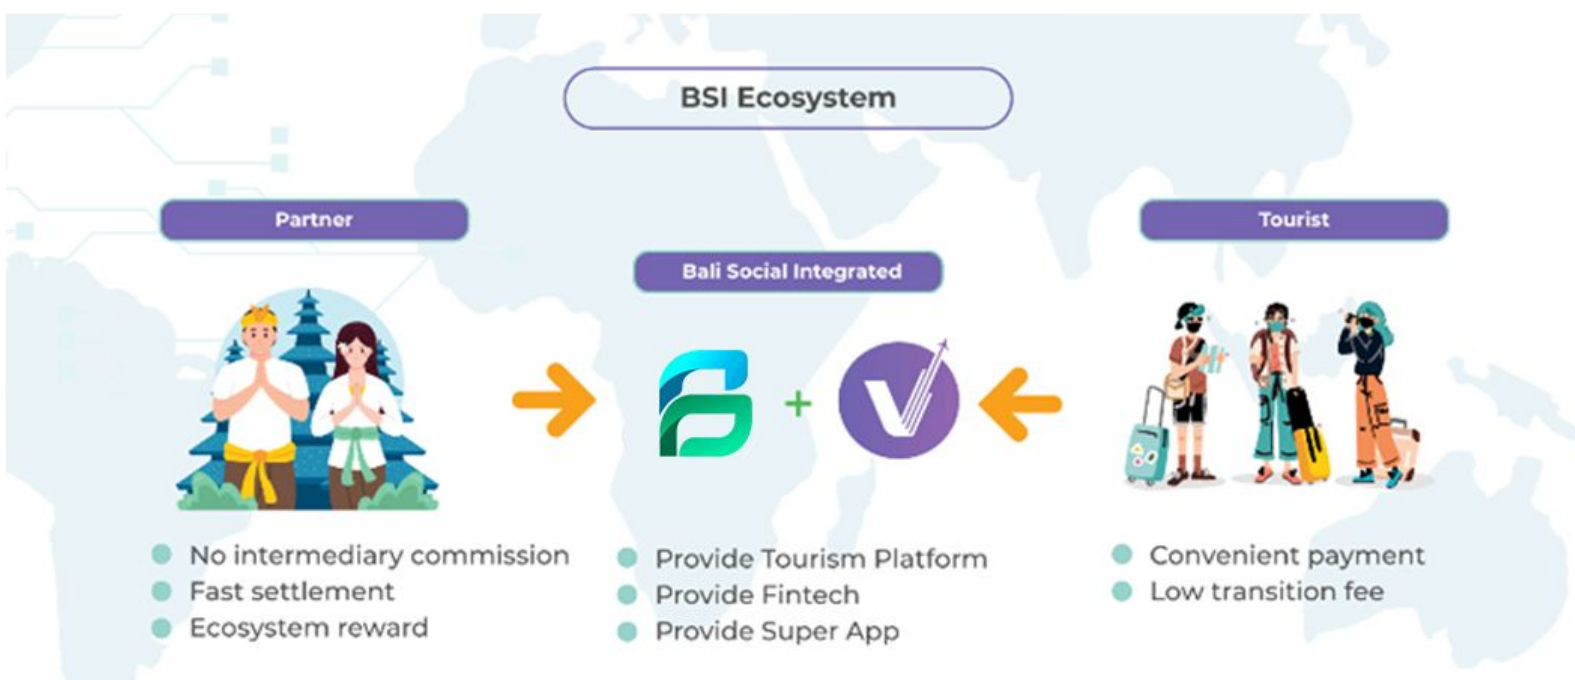 BSI Ecosystem
Partner
No intermediary commission
Fast settlement
Ecosystem reward
Bali Social Integrated
+
Provide Tourism Platform
Provide Fintech
Provide Super App
Tourist
Convenient payment
Low transition fee